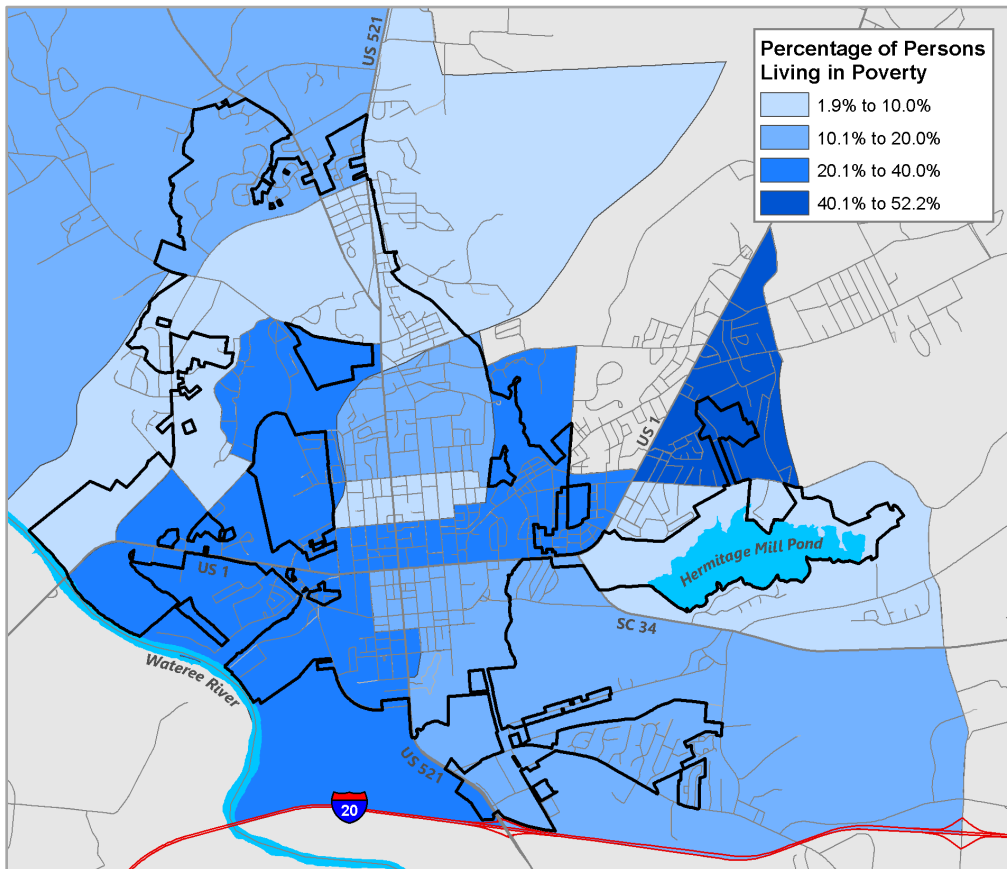 US 521
Percentage of Persons
Living in Poverty
1.9% to 10.0%
10.1% to 20.0%
20.1% to 40.0%
40.1% to 52.2%
US 1
Hermitage Mill Pond
US 1
SC 34
Wateree River
US 521
20